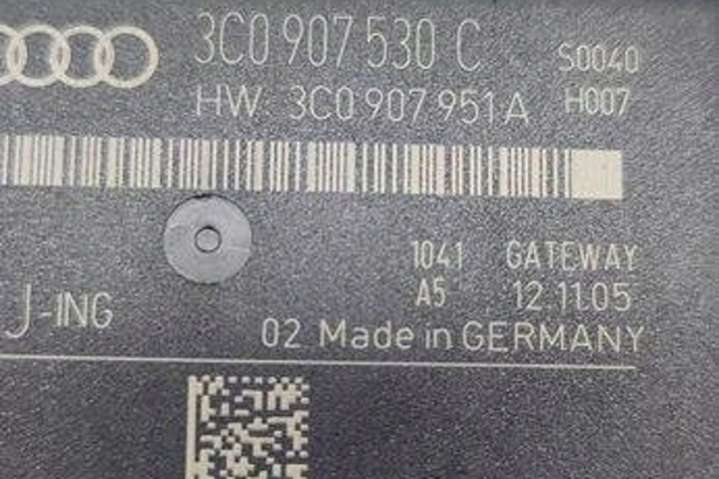 3C0 907 530 C S0040
HW: 3C0 907 951 A H007
1041 GATEWAY
A5 12.11.05
J-ING
02 Made in GERMANY